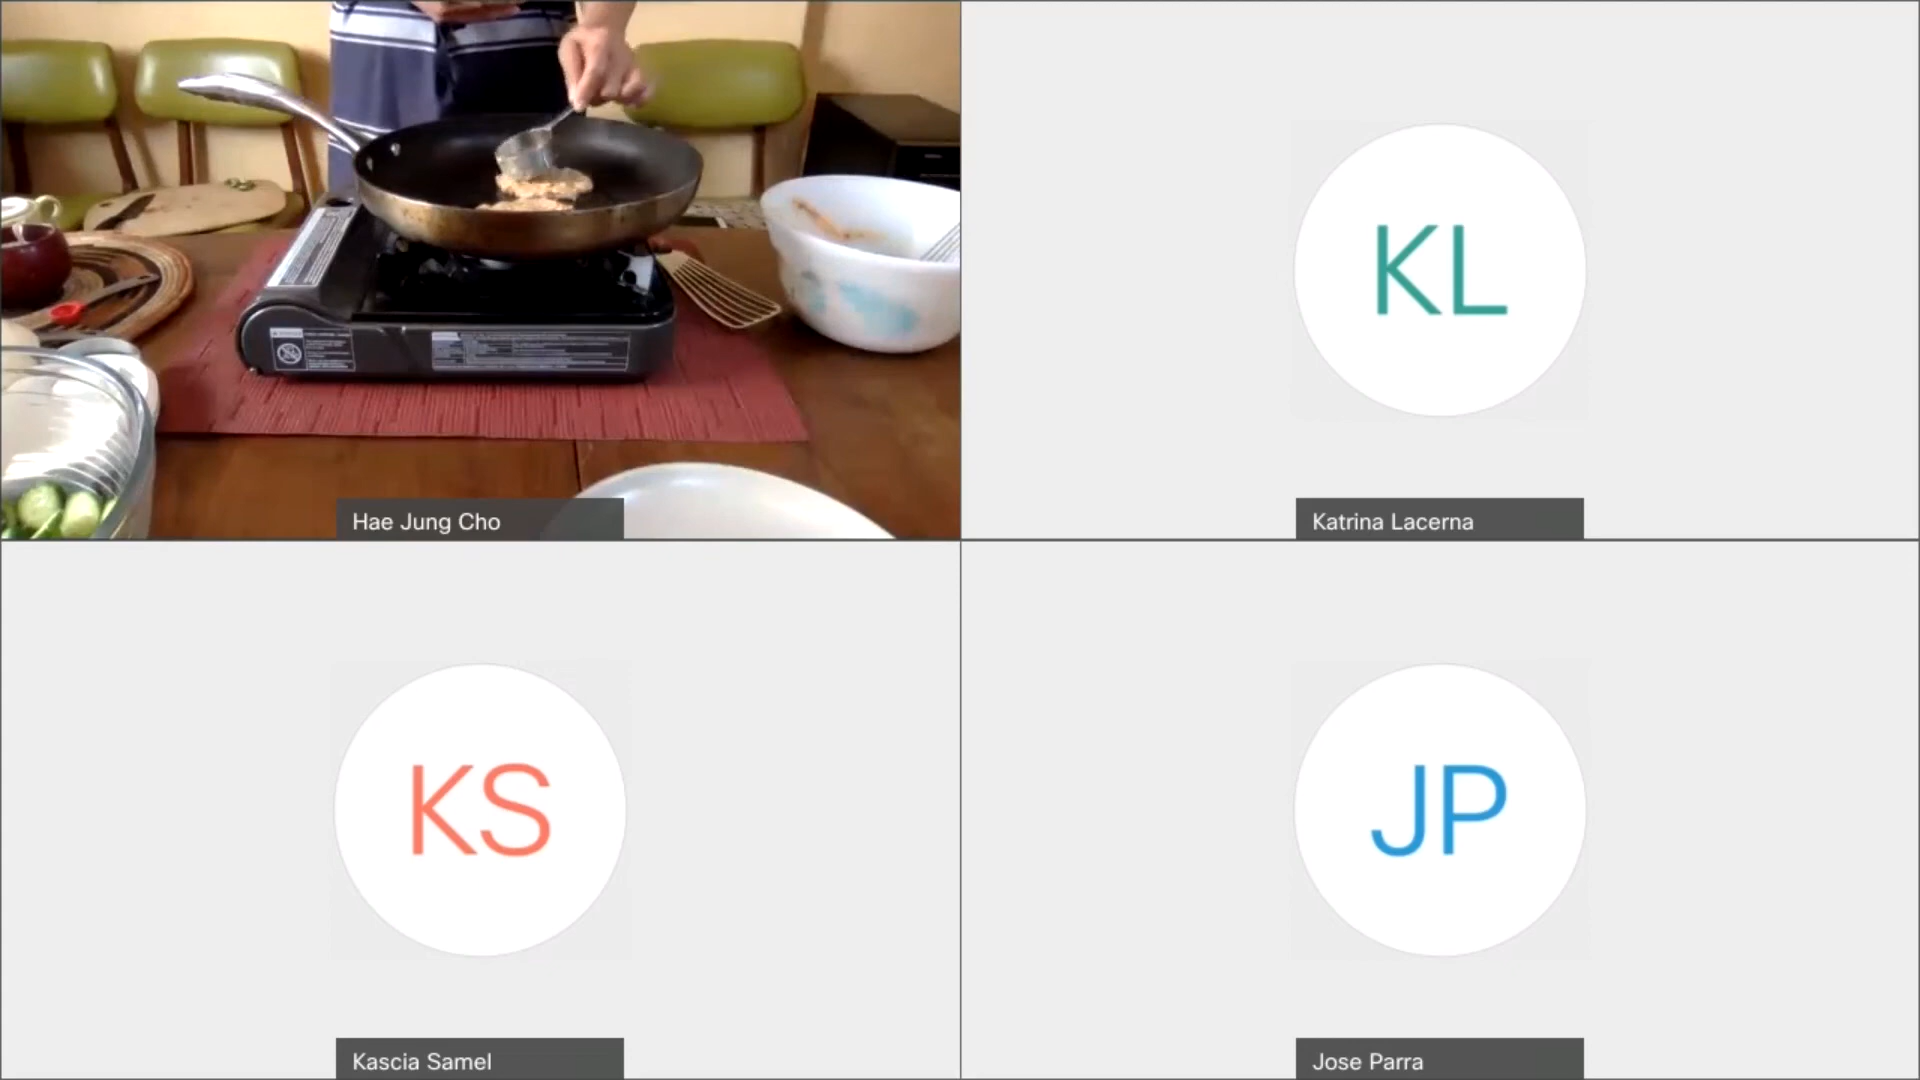 Hae Jung Cho
KL
Katrina Lacerna
KS
Kascia Samel
JP
Jose Parra